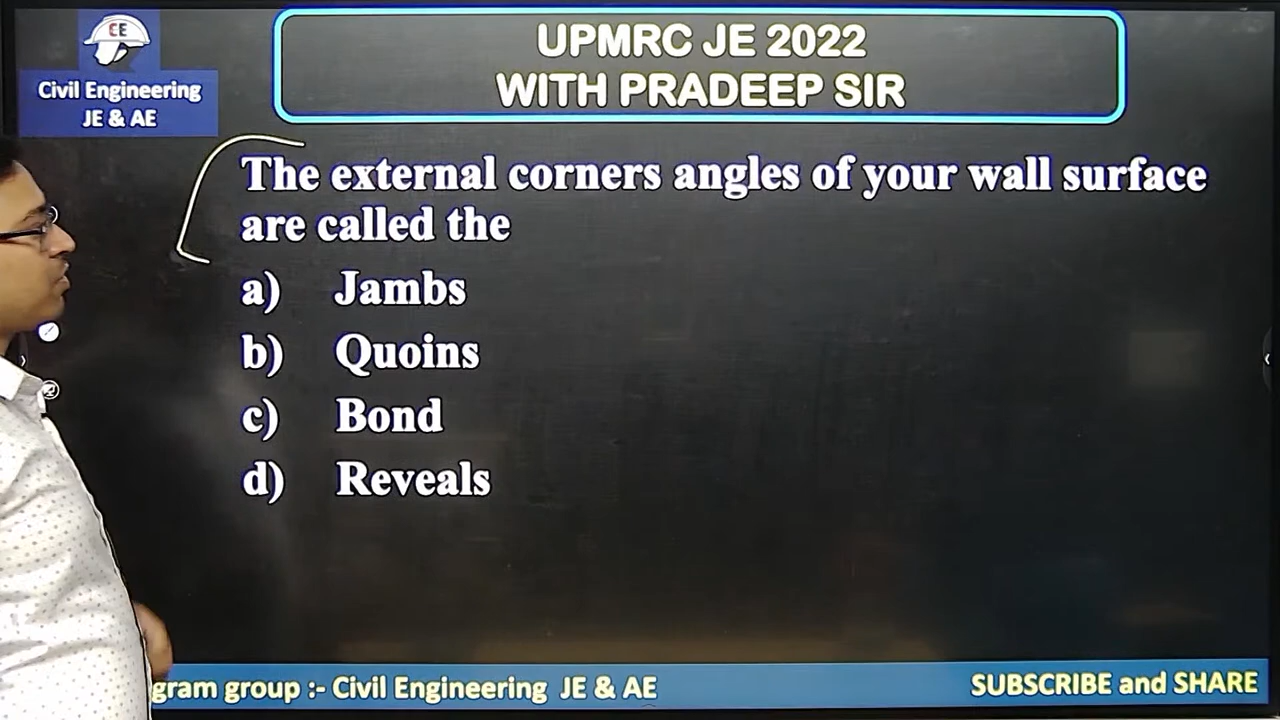 CE
Civil Engineering
JE & AE
UPMRC JE 2022
WITH PRADEEP SIR
The external corners angles of your wall surface
are called the
a) Jambs
b) Quoins
c) Bond
d) Reveals
group :- Civil Engineering JE & AE
SUBSCRIBE and SHARE